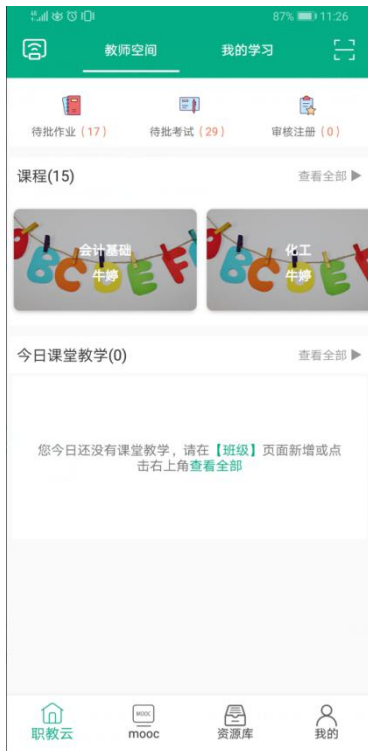 87% 11:26
教师空间 我的学习
待批作业(17) 待批考试(29) 审核注册(0)
课程(15) 查看全部▶
会计基础 化工
牛婷 牛婷
BCDEF BCDE
今日课堂教学(0) 查看全部▶
您今日还没有课堂教学，请在【班级】页面新增或点
击右上角查看全部
MOOC
职教云 mooc 资源库 我的